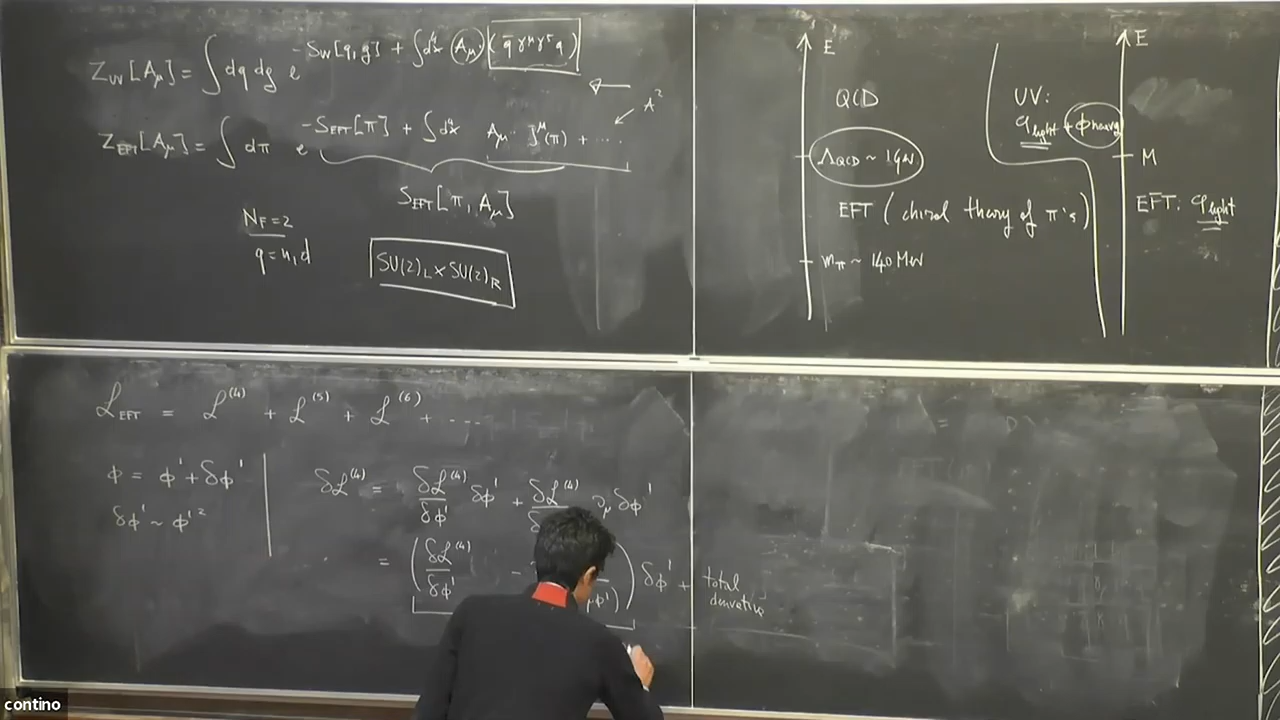 Z_UV[A_μ] = ∫ dq dg e^{-S_UV[q,g] + ∫d⁴x A_μ (q̄ γ^μ γ⁵ q)}
A²
Z_EFT[A_μ] = ∫ dπ e^{-S_EFT[π] + ∫d⁴x A_μ J^μ(π) + ....}
S_EFT[π, A_μ]
N_F = 2
q = u, d
SU(2)_L × SU(2)_R
E
QCD
Λ_QCD ~ 1 GeV
EFT (chiral theory of π's)
m_π ~ 140 MeV
E
UV:
q_light + φ_heavy
M
EFT: q_light
ℒ_EFT = ℒ^(4) + ℒ^(5) + ℒ^(6) + ....
φ = φ' + δφ'
δφ' ~ φ'²
δℒ^(4) = δℒ^(4)/δφ' δφ' + δℒ^(4)/δ ∂_μ δφ'
= (δℒ^(4)/δφ' - μφ')) δφ' + total derivative
contino